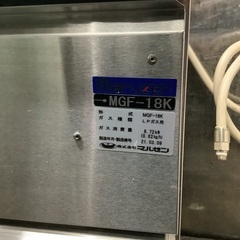 MGF-18K
型式 MGF-18K
ガス種類 LPガス用
ガス消費量 8.72kW
(0.62kg/h)
製造年月・製造番号 21.02.09
株式会社マルゼン